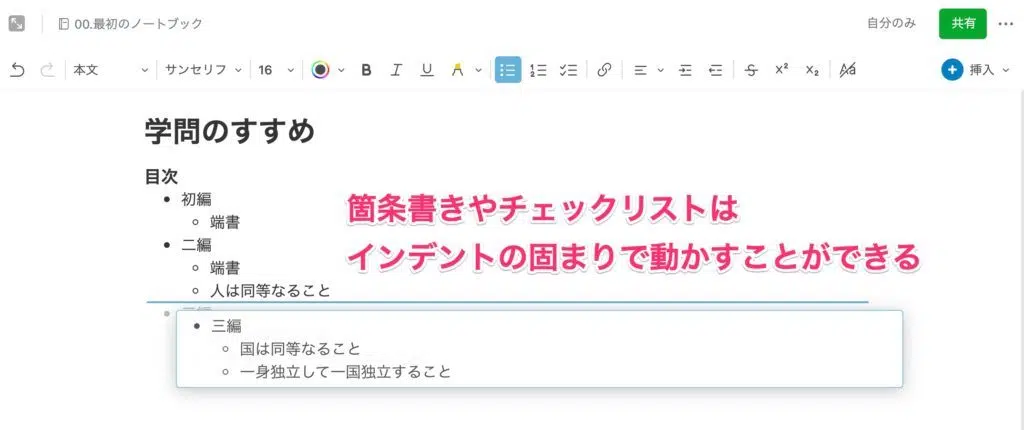 00.最初のノートブック
自分のみ
共有
本文
サンセリフ
16
B I U A
S x² x₂ Aa
挿入
学問のすすめ
目次
初編
端書
二編
端書
人は同等なること
箇条書きやチェックリストは
インデントの固まりで動かすことができる
三編
国は同等なること
一身独立して一国独立すること